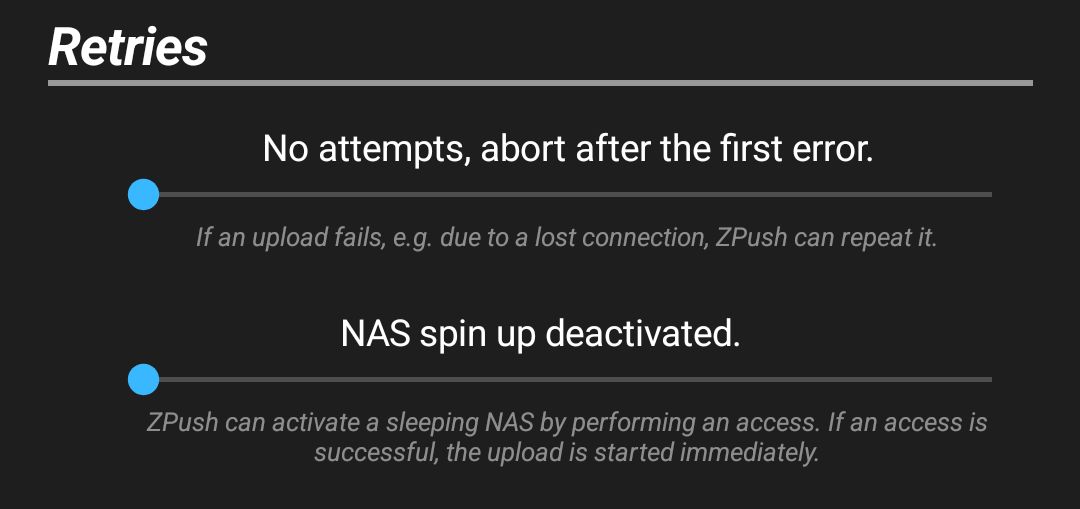 Retries
No attempts, abort after the first error.
If an upload fails, e.g. due to a lost connection, ZPush can repeat it.
NAS spin up deactivated.
ZPush can activate a sleeping NAS by performing an access. If an access is
successful, the upload is started immediately.